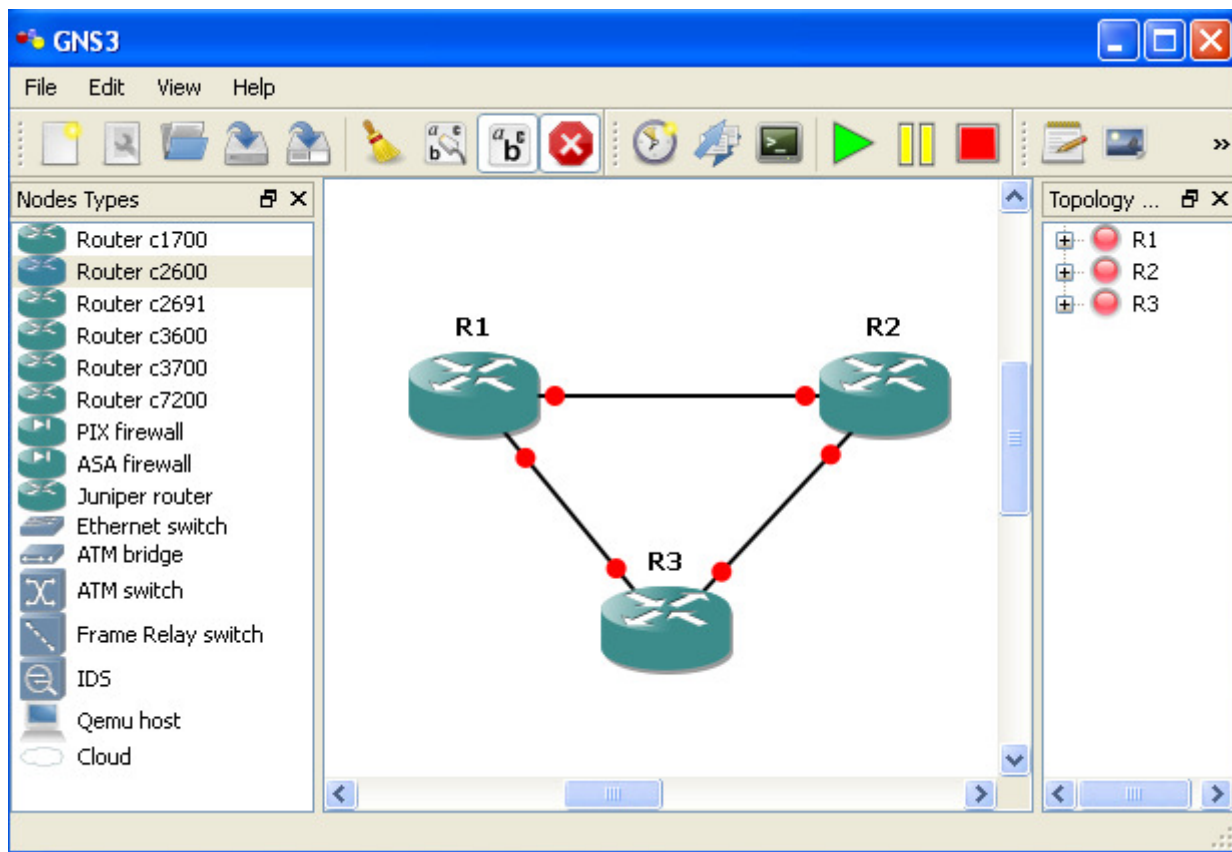 GNS3
File Edit View Help
Nodes Types
Topology ...
Router c1700
Router c2600
Router c2691
Router c3600
Router c3700
Router c7200
PIX firewall
ASA firewall
Juniper router
Ethernet switch
ATM bridge
ATM switch
Frame Relay switch
IDS
Qemu host
Cloud
R1
R2
R3
R1
R2
R3